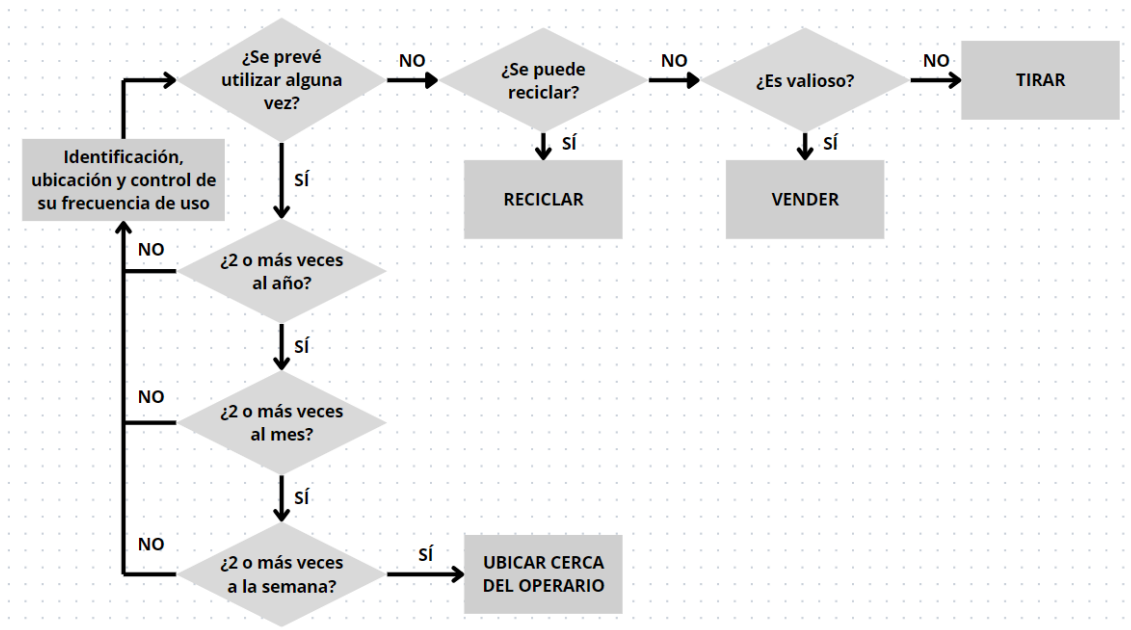 ¿Se prevé
utilizar alguna
vez?
NO
¿Se puede
reciclar?
NO
¿Es valioso?
NO
TIRAR
SÍ
SÍ
Identificación,
ubicación y control de
su frecuencia de uso
SÍ
RECICLAR
VENDER
NO
¿2 o más veces
al año?
SÍ
NO
¿2 o más veces
al mes?
SÍ
NO
¿2 o más veces
a la semana?
SÍ
UBICAR CERCA
DEL OPERARIO